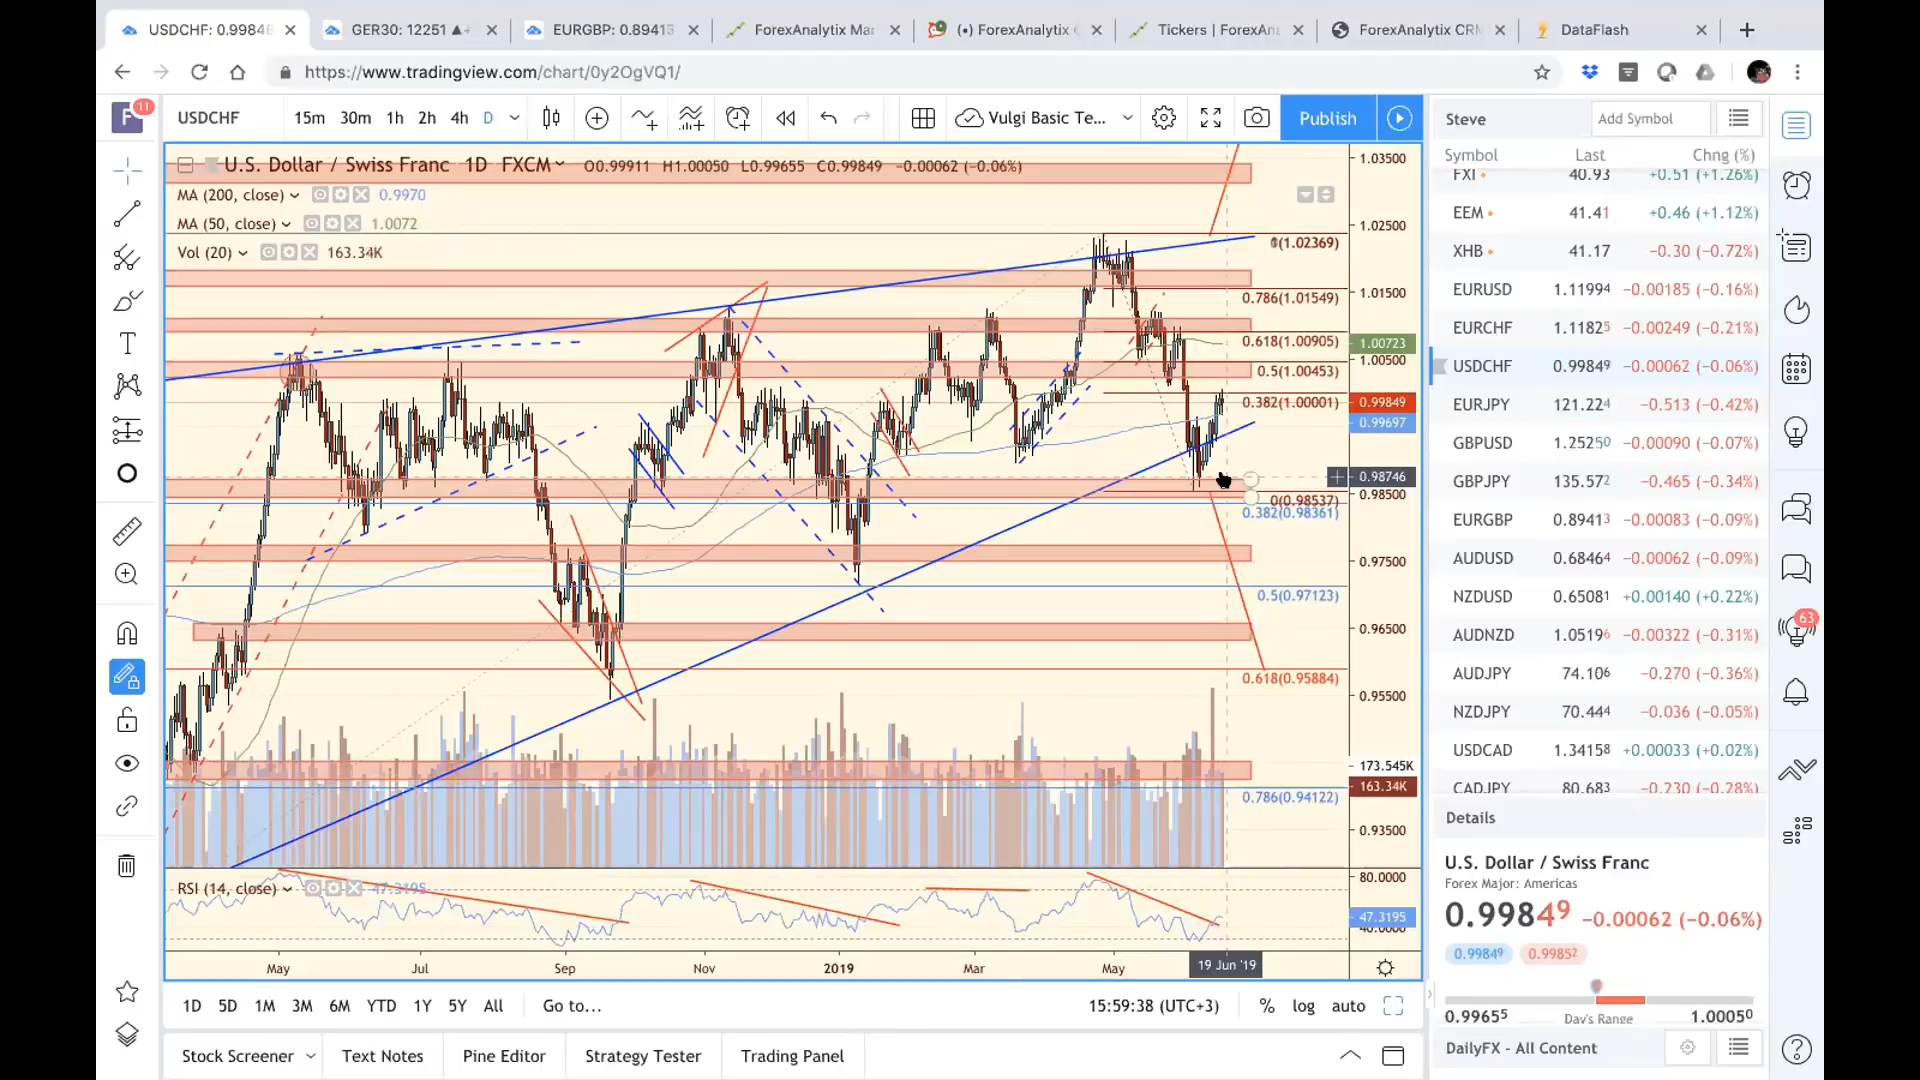 USDCHF: 0.99846
GER30: 12251 ▲+
EURGBP: 0.89415
ForexAnalytix Mar
(•) ForexAnalytix
Tickers | ForexAna
ForexAnalytix CRM
DataFlash
https://www.tradingview.com/chart/0y2OgVQ1/
F 11
USDCHF 15m 30m 1h 2h 4h D Vulgi Basic Te... Publish
Steve Add Symbol
Symbol Last Chng (%)
U.S. Dollar / Swiss Franc 1D FXCM O0.99911 H1.00050 L0.99655 C0.99849 −0.00062 (−0.06%)
MA (200, close) 0.9970
MA (50, close) 1.0072
Vol (20) 163.34K
0(1.02369)
0.786(1.01549)
0.618(1.00905)
0.5(1.00453)
0.382(1.00001)
0(0.98537)
0.382(0.98361)
0.5(0.97123)
0.618(0.95884)
0.786(0.94122)
1.03500
1.02500
1.01500
1.00723
1.00500
0.99849
0.99697
0.98746
0.98500
0.97500
0.96500
0.95500
173.545K
163.34K
0.93500
RSI (14, close) 47.3195
80.0000
47.3195
40.0000
May Jul Sep Nov 2019 Mar May 19 Jun '19
1D 5D 1M 3M 6M YTD 1Y 5Y All Go to... 15:59:38 (UTC+3) % log auto
Stock Screener Text Notes Pine Editor Strategy Tester Trading Panel
FXI 40.93 +0.51 (+1.26%)
EEM 41.41 +0.46 (+1.12%)
XHB 41.17 −0.30 (−0.72%)
EURUSD 1.11994 −0.00185 (−0.16%)
EURCHF 1.11825 −0.00249 (−0.21%)
USDCHF 0.99849 −0.00062 (−0.06%)
EURJPY 121.224 −0.513 (−0.42%)
GBPUSD 1.25250 −0.00090 (−0.07%)
GBPJPY 135.572 −0.465 (−0.34%)
EURGBP 0.89413 −0.00083 (−0.09%)
AUDUSD 0.68464 −0.00062 (−0.09%)
NZDUSD 0.65081 +0.00140 (+0.22%)
AUDNZD 1.05196 −0.00322 (−0.31%)
AUDJPY 74.106 −0.270 (−0.36%)
NZDJPY 70.444 −0.036 (−0.05%)
USDCAD 1.34158 +0.00033 (+0.02%)
CADJPY 80.683 −0.230 (−0.28%)
63
Details
U.S. Dollar / Swiss Franc
Forex Major: Americas
0.99849 −0.00062 (−0.06%)
0.99849 0.99852
0.99655 Day's Range 1.00050
DailyFX - All Content